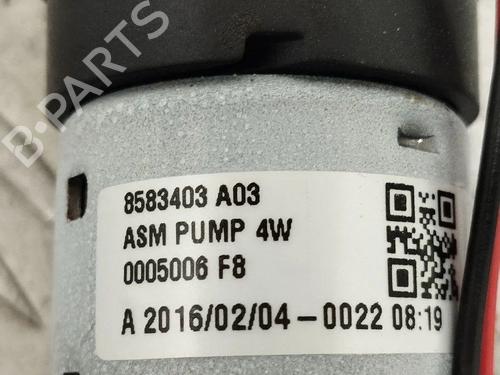 B-PARTS
8583403 A03
ASM PUMP 4W
0005006 F8
A 2016/02/04-0022 08:19